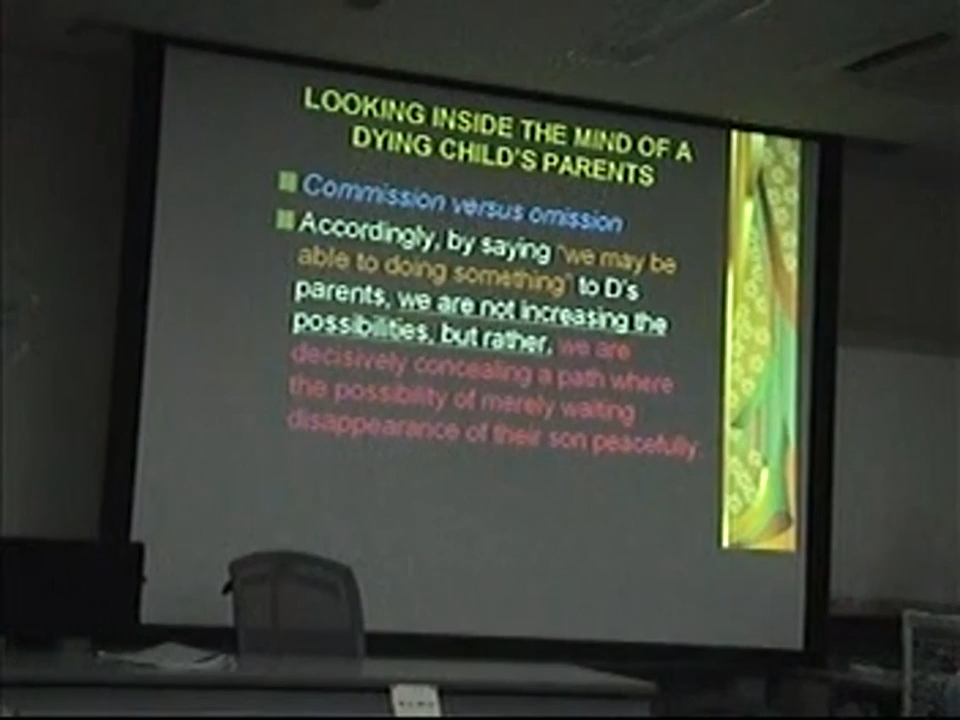 LOOKING INSIDE THE MIND OF A
DYING CHILD'S PARENTS
Commission versus omission
Accordingly, by saying "we may be
able to doing something" to D's
parents, we are not increasing the
possibilities, but rather, we are
decisively concealing a path where
the possibility of merely waiting
disappearance of their son peacefully.